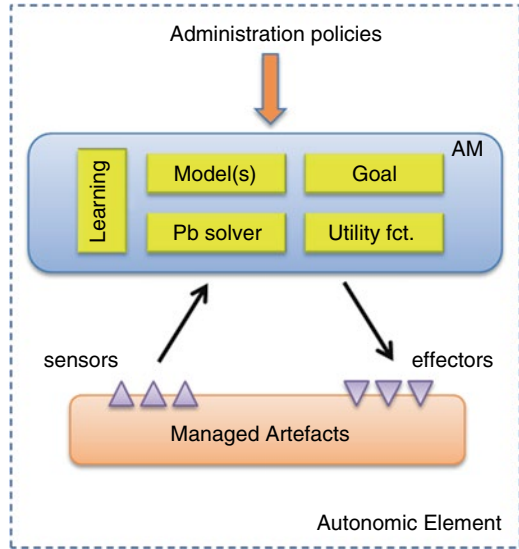 Administration policies
AM
Learning
Model(s)
Goal
Pb solver
Utility fct.
sensors
effectors
Managed Artefacts
Autonomic Element